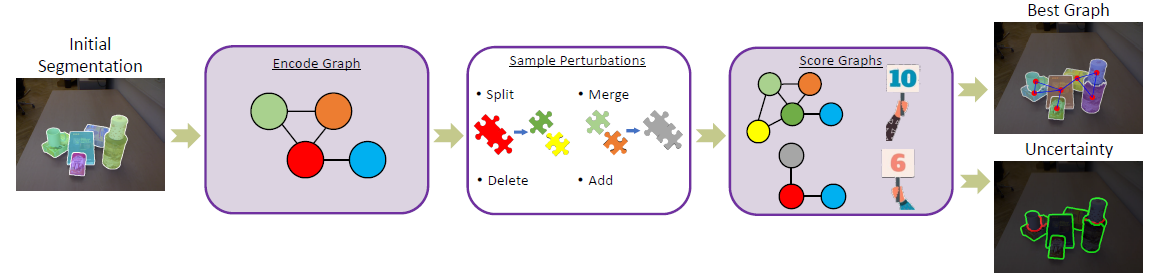 Initial
Segmentation
Encode Graph
Sample Perturbations
• Split
• Merge
• Delete
• Add
Score Graphs
10
6
Best Graph
Uncertainty